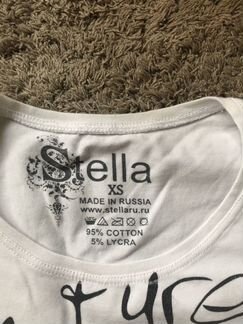 Stella
XS
MADE IN RUSSIA
www.stellaru.ru
95% COTTON
5% LYCRA